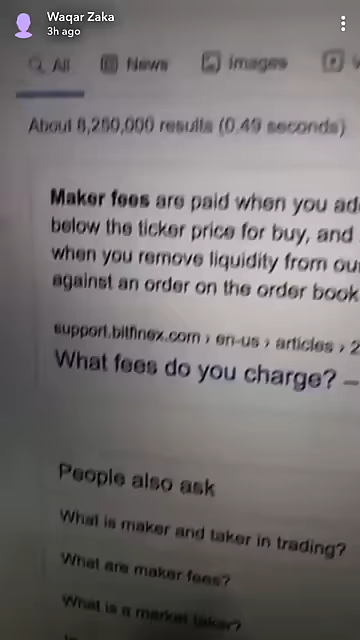 Waqar Zaka
3h ago
All News Images
About 8,250,000 results (0.49 seconds)
Maker fees are paid when you ad
below the ticker price for buy, and
when you remove liquidity from ou
against an order on the order book
support.bitfinex.com › en-us › articles › 2
What fees do you charge? –
People also ask
What is maker and taker in trading?
What are maker fees?
What is a market taker?